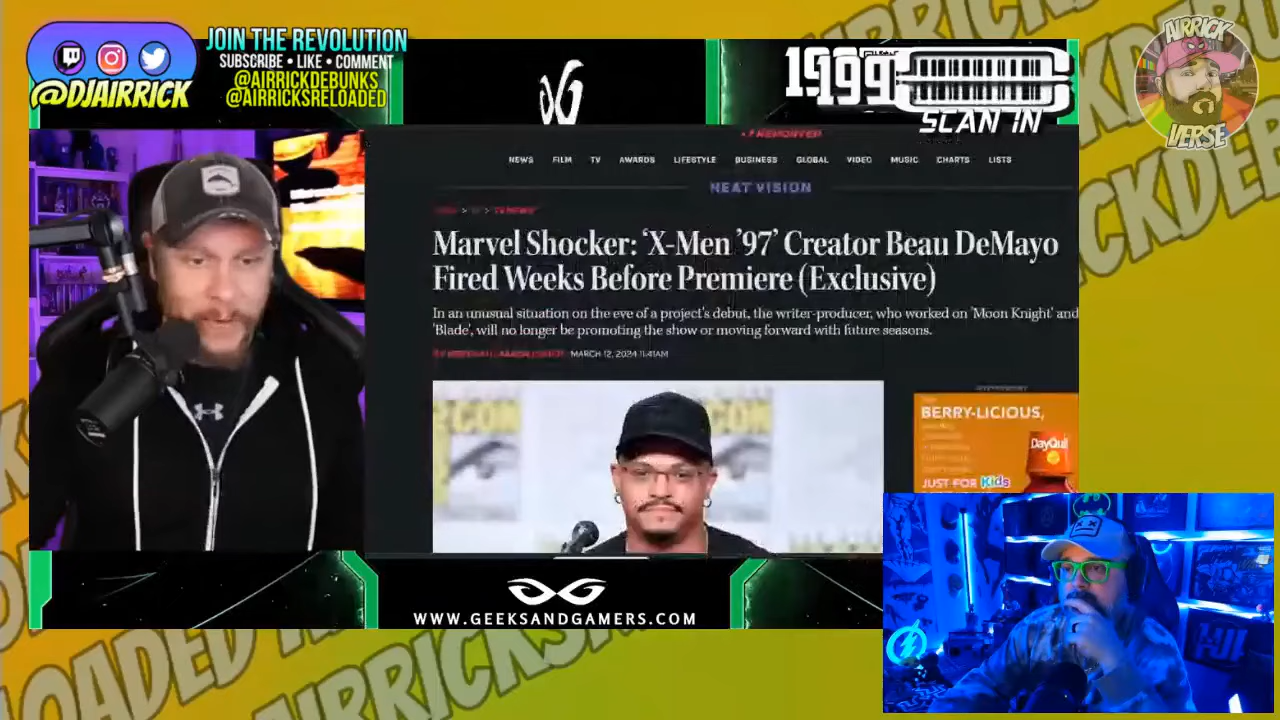 JOIN THE REVOLUTION
SUBSCRIBE • LIKE • COMMENT
@AIRRICKDEBUNKS
@AIRRICKSRELOADED
@DJAIRRICK
1999
SCAN IN
AIRRICK
VERSE
NEWS FILM TV AWARDS LIFESTYLE BUSINESS GLOBAL VIDEO MUSIC CHARTS LISTS
HEAT VISION
Marvel Shocker: ‘X-Men ’97’ Creator Beau DeMayo
Fired Weeks Before Premiere (Exclusive)
In an unusual situation on the eve of a project's debut, the writer-producer, who worked on 'Moon Knight' and
'Blade', will no longer be promoting the show or moving forward with future seasons.
MARCH 12, 2024 11:41AM
CON
BERRY-LICIOUS,
DayQuil
JUST FOR Kids
WWW.GEEKSANDGAMERS.COM